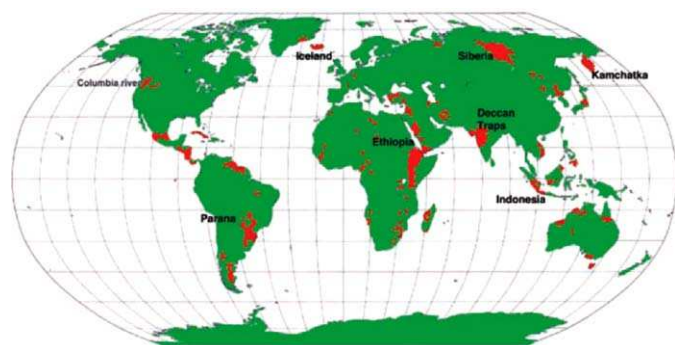 Iceland
Siberia
Kamchatka
Columbia river
Deccan
Traps
Ethiopia
Indonesia
Parana